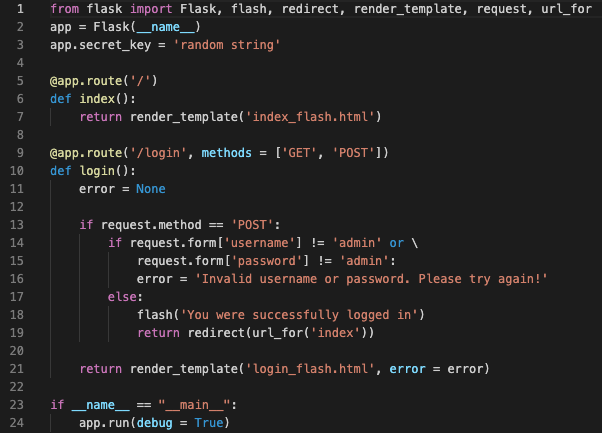 1 from flask import Flask, flash, redirect, render_template, request, url_for
2 app = Flask(__name__)
3 app.secret_key = 'random string'
4
5 @app.route('/')
6 def index():
7     return render_template('index_flash.html')
8
9 @app.route('/login', methods = ['GET', 'POST'])
10 def login():
11     error = None
12
13     if request.method == 'POST':
14         if request.form['username'] != 'admin' or \
15             request.form['password'] != 'admin':
16             error = 'Invalid username or password. Please try again!'
17         else:
18             flash('You were successfully logged in')
19             return redirect(url_for('index'))
20
21     return render_template('login_flash.html', error = error)
22
23 if __name__ == "__main__":
24     app.run(debug = True)